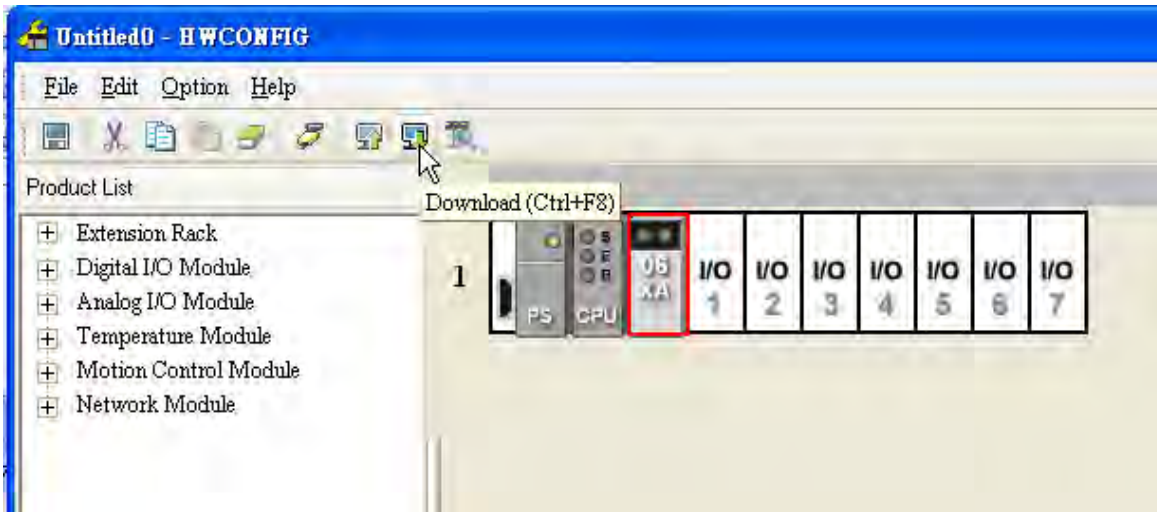 Untitled0 - HWCONFIG
File Edit Option Help
Product List
Download (Ctrl+F8)
Extension Rack
Digital I/O Module
Analog I/O Module
Temperature Module
Motion Control Module
Network Module
1
PS
S
E
R
CPU
06
XA
I/O 1
I/O 2
I/O 3
I/O 4
I/O 5
I/O 6
I/O 7